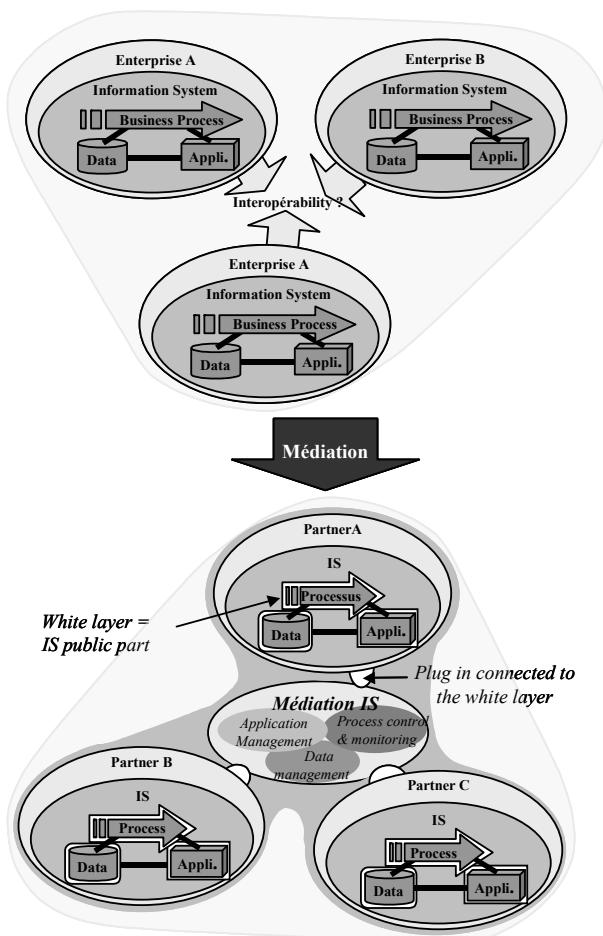 Enterprise A
Information System
Business Process
Data
Appli.
Enterprise B
Information System
Business Process
Data
Appli.
Interopérability ?
Enterprise A
Information System
Business Process
Data
Appli.
Médiation
PartnerA
IS
Processus
Data
Appli.
White layer =
IS public part
Plug in connected to
the white layer
Médiation IS
Application
Management
Process control
& monitoring
Data
management
Partner B
IS
Process
Data
Appli.
Partner C
IS
Process
Data
Appli.